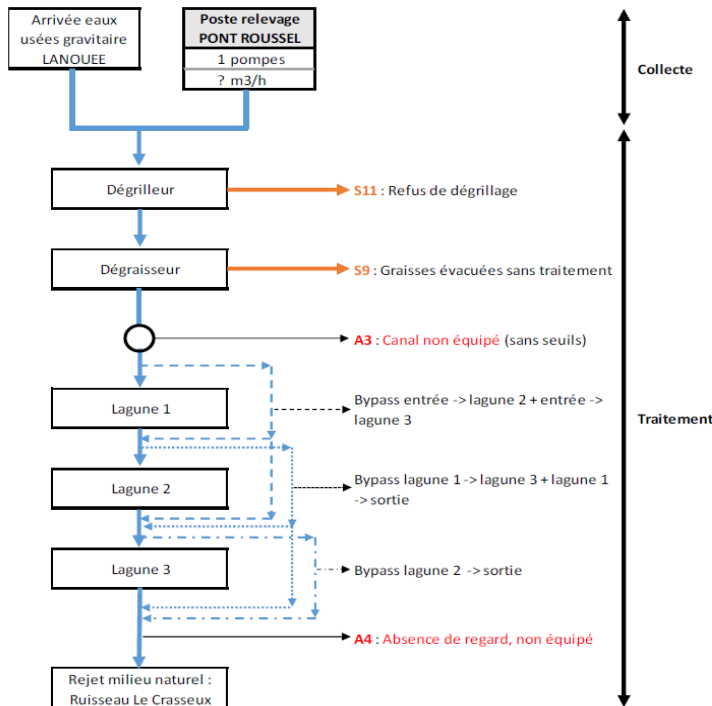 Arrivée eaux
usées gravitaire
LANOUEE
Poste relevage
PONT ROUSSEL
1 pompes
? m3/h
Collecte
Dégrilleur
S11 : Refus de dégrillage
Dégraisseur
S9 : Graisses évacuées sans traitement
A3 : Canal non équipé (sans seuils)
Lagune 1
Bypass entrée -> lagune 2 + entrée ->
lagune 3
Traitement
Lagune 2
Bypass lagune 1 -> lagune 3 + lagune 1
-> sortie
Lagune 3
Bypass lagune 2 -> sortie
A4 : Absence de regard, non équipé
Rejet milieu naturel :
Ruisseau Le Crasseux